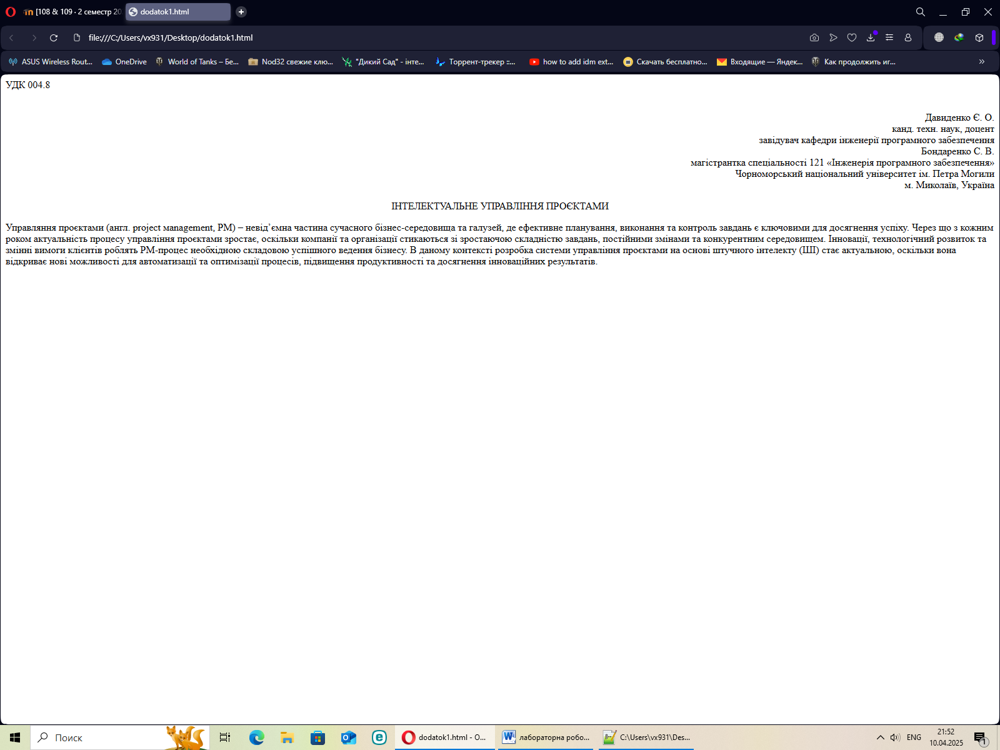 [108 & 109 · 2 семестр 20
dodatok1.html
file:///C:/Users/vx931/Desktop/dodatok1.html
ASUS Wireless Rout...
OneDrive
World of Tanks – Бе...
Nod32 свежие клю...
"Дикий Сад" - інте...
Торрент-трекер ::...
how to add idm ext...
Скачать бесплатно...
Входящие — Яндек...
Как продолжить иг...
УДК 004.8
Давиденко Є. О.
канд. техн. наук, доцент
завідувач кафедри інженерії програмного забезпечення
Бондаренко С. В.
магістрантка спеціальності 121 «Інженерія програмного забезпечення»
Чорноморський національний університет ім. Петра Могили
м. Миколаїв, Україна
ІНТЕЛЕКТУАЛЬНЕ УПРАВЛІННЯ ПРОЄКТАМИ
Управляння проєктами (англ. project management, PM) – невід’ємна частина сучасного бізнес-середовища та галузей, де ефективне планування, виконання та контроль завдань є ключовими для досягнення успіху. Через що з кожним
роком актуальність процесу управління проєктами зростає, оскільки компанії та організації стикаються зі зростаючою складністю завдань, постійними змінами та конкурентним середовищем. Інновації, технологічний розвиток та
змінні вимоги клієнтів роблять PM-процес необхідною складовою успішного ведення бізнесу. В даному контексті розробка системи управління проєктами на основі штучного інтелекту (ШІ) стає актуальною, оскільки вона
відкриває нові можливості для автоматизації та оптимізації процесів, підвищення продуктивності та досягнення інноваційних результатів.
Поиск
dodatok1.html - O...
лабораторна робо...
C:\Users\vx931\Des...
ENG
21:52
10.04.2025
1